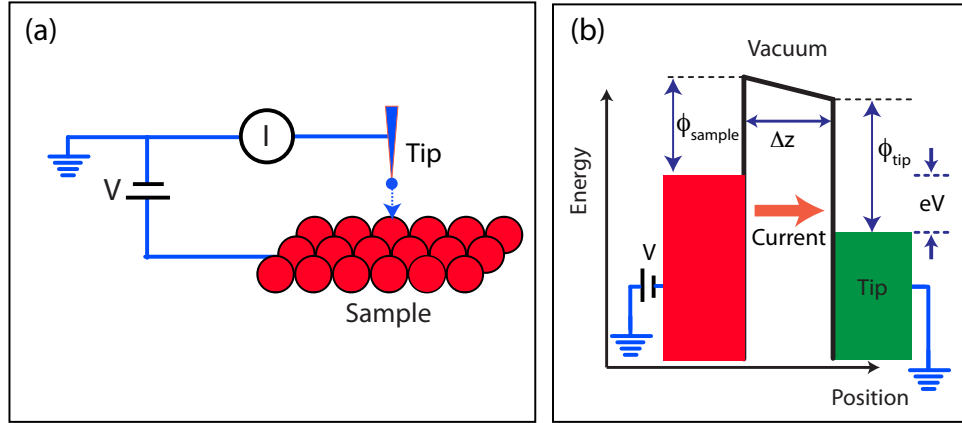 (a)
I
Tip
V
Sample
(b)
Vacuum
ϕsample
Δz
ϕtip
Energy
eV
Current
V
Tip
Position